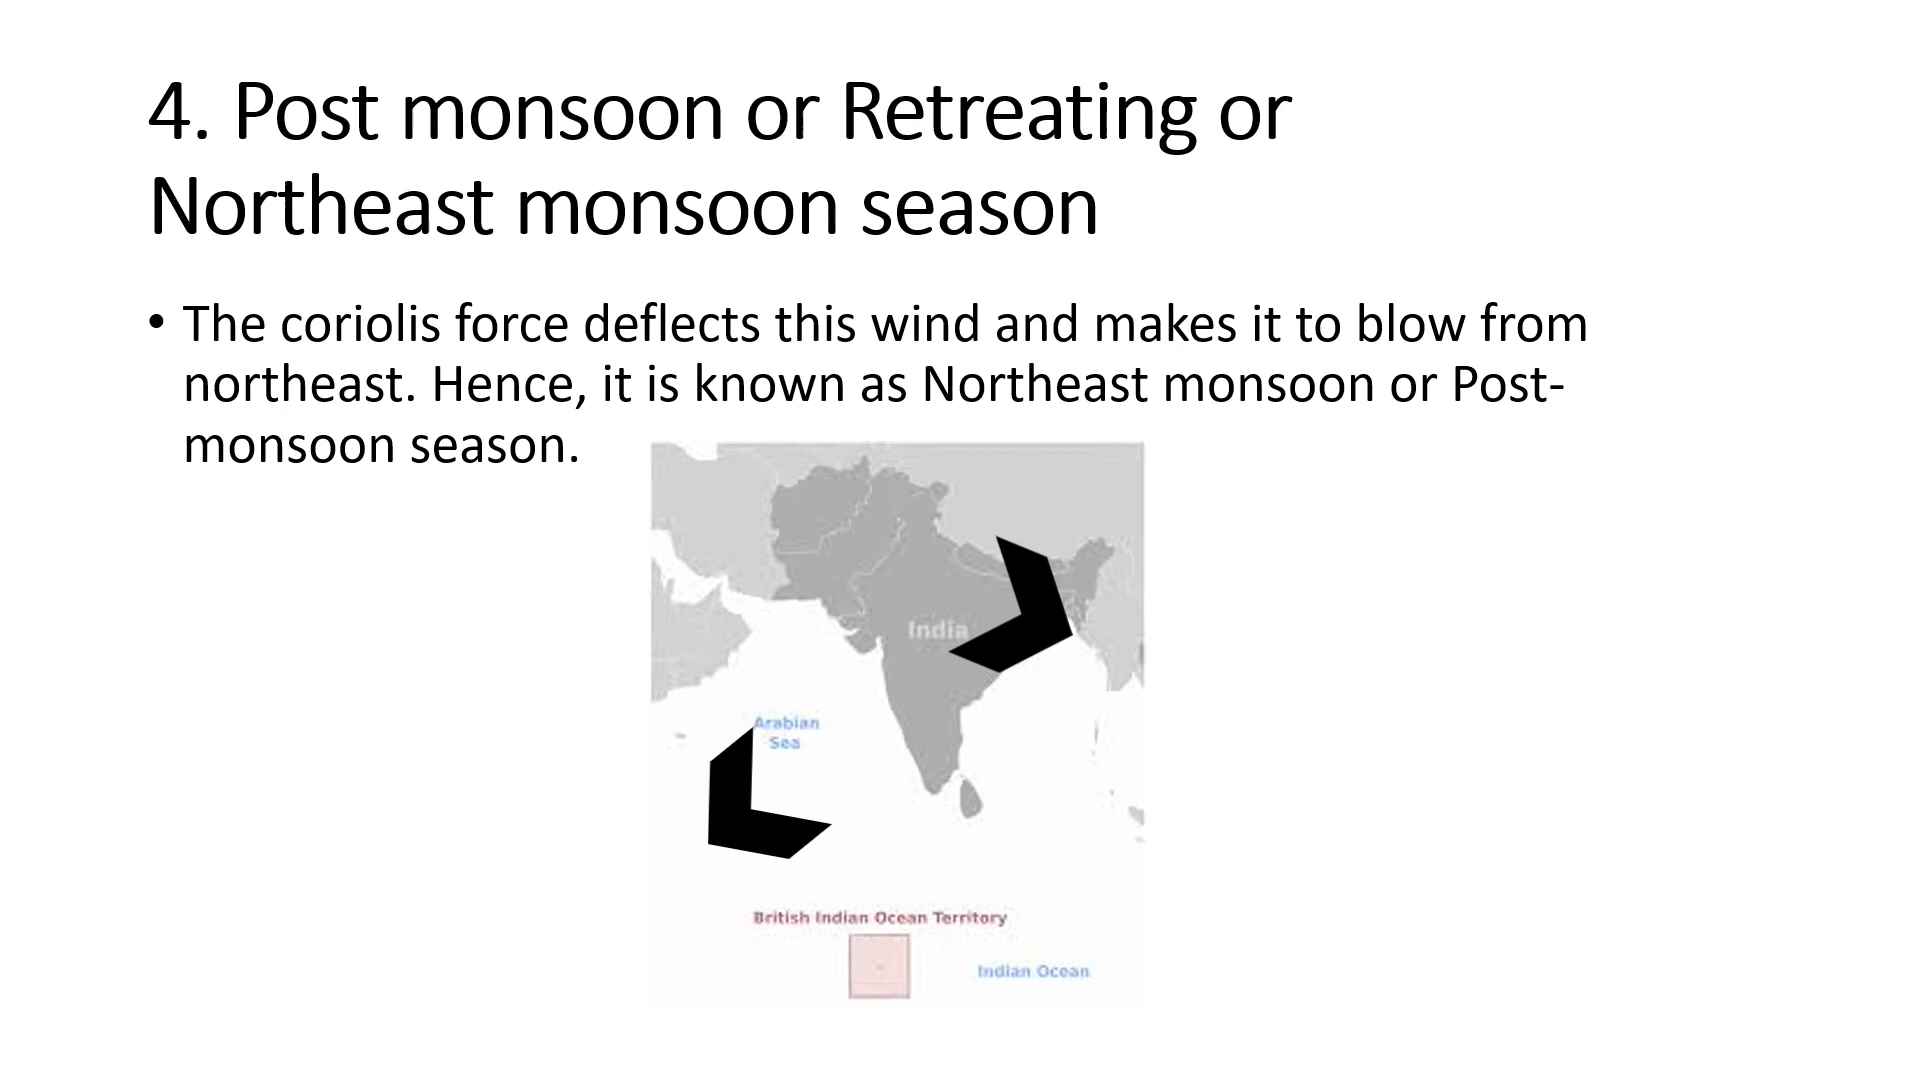 4. Post monsoon or Retreating or
Northeast monsoon season
• The coriolis force deflects this wind and makes it to blow from
northeast. Hence, it is known as Northeast monsoon or Post-
monsoon season.
India
Arabian
Sea
British Indian Ocean Territory
Indian Ocean